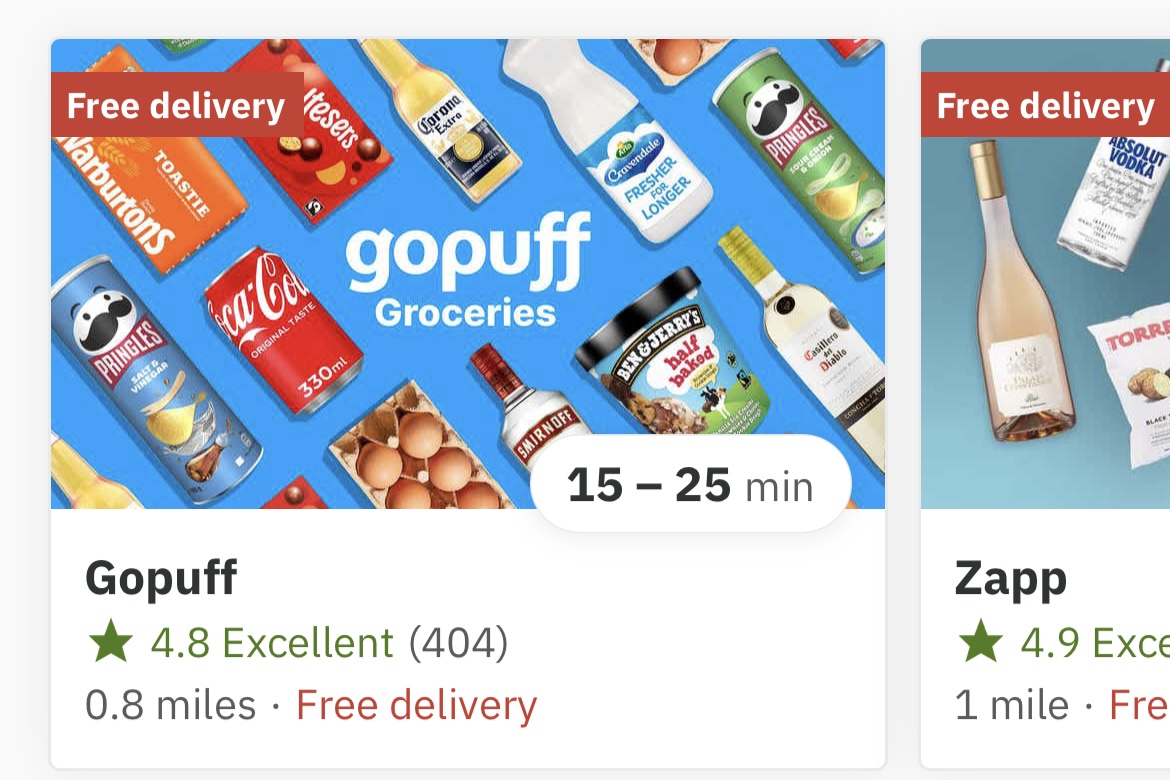 Free delivery
tesers
Warburtons
TOASTIE
Corona
Extra
Arla
Cravendale
FRESHER
FOR
LONGER
PRINGLES
SOUR CREAM
& ONION
gopuff
Groceries
PRINGLES
SALT &
VINEGAR
Coca-Cola
ORIGINAL TASTE
330ml
SMIRNOFF
BEN & JERRY'S
half
baked
Casillero
del
Diablo
15 – 25 min
Gopuff
4.8 Excellent (404)
0.8 miles · Free delivery
Free delivery
ABSOLUT
VODKA
TORRE
BLACK
Zapp
4.9 Exce
1 mile · Fre